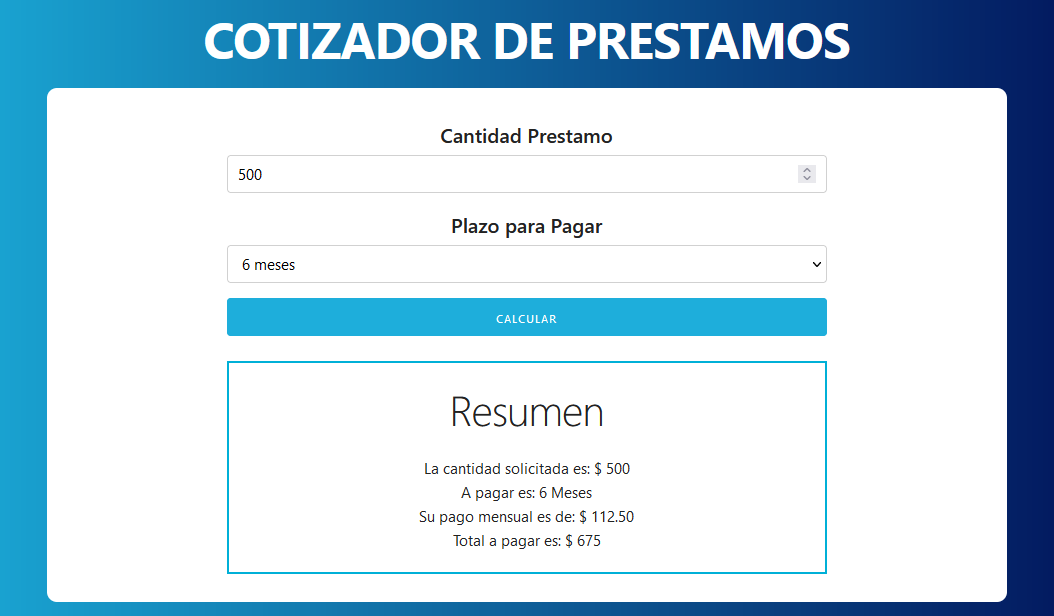 COTIZADOR DE PRESTAMOS
Cantidad Prestamo
500
Plazo para Pagar
6 meses
CALCULAR
Resumen
La cantidad solicitada es: $ 500
A pagar es: 6 Meses
Su pago mensual es de: $ 112.50
Total a pagar es: $ 675